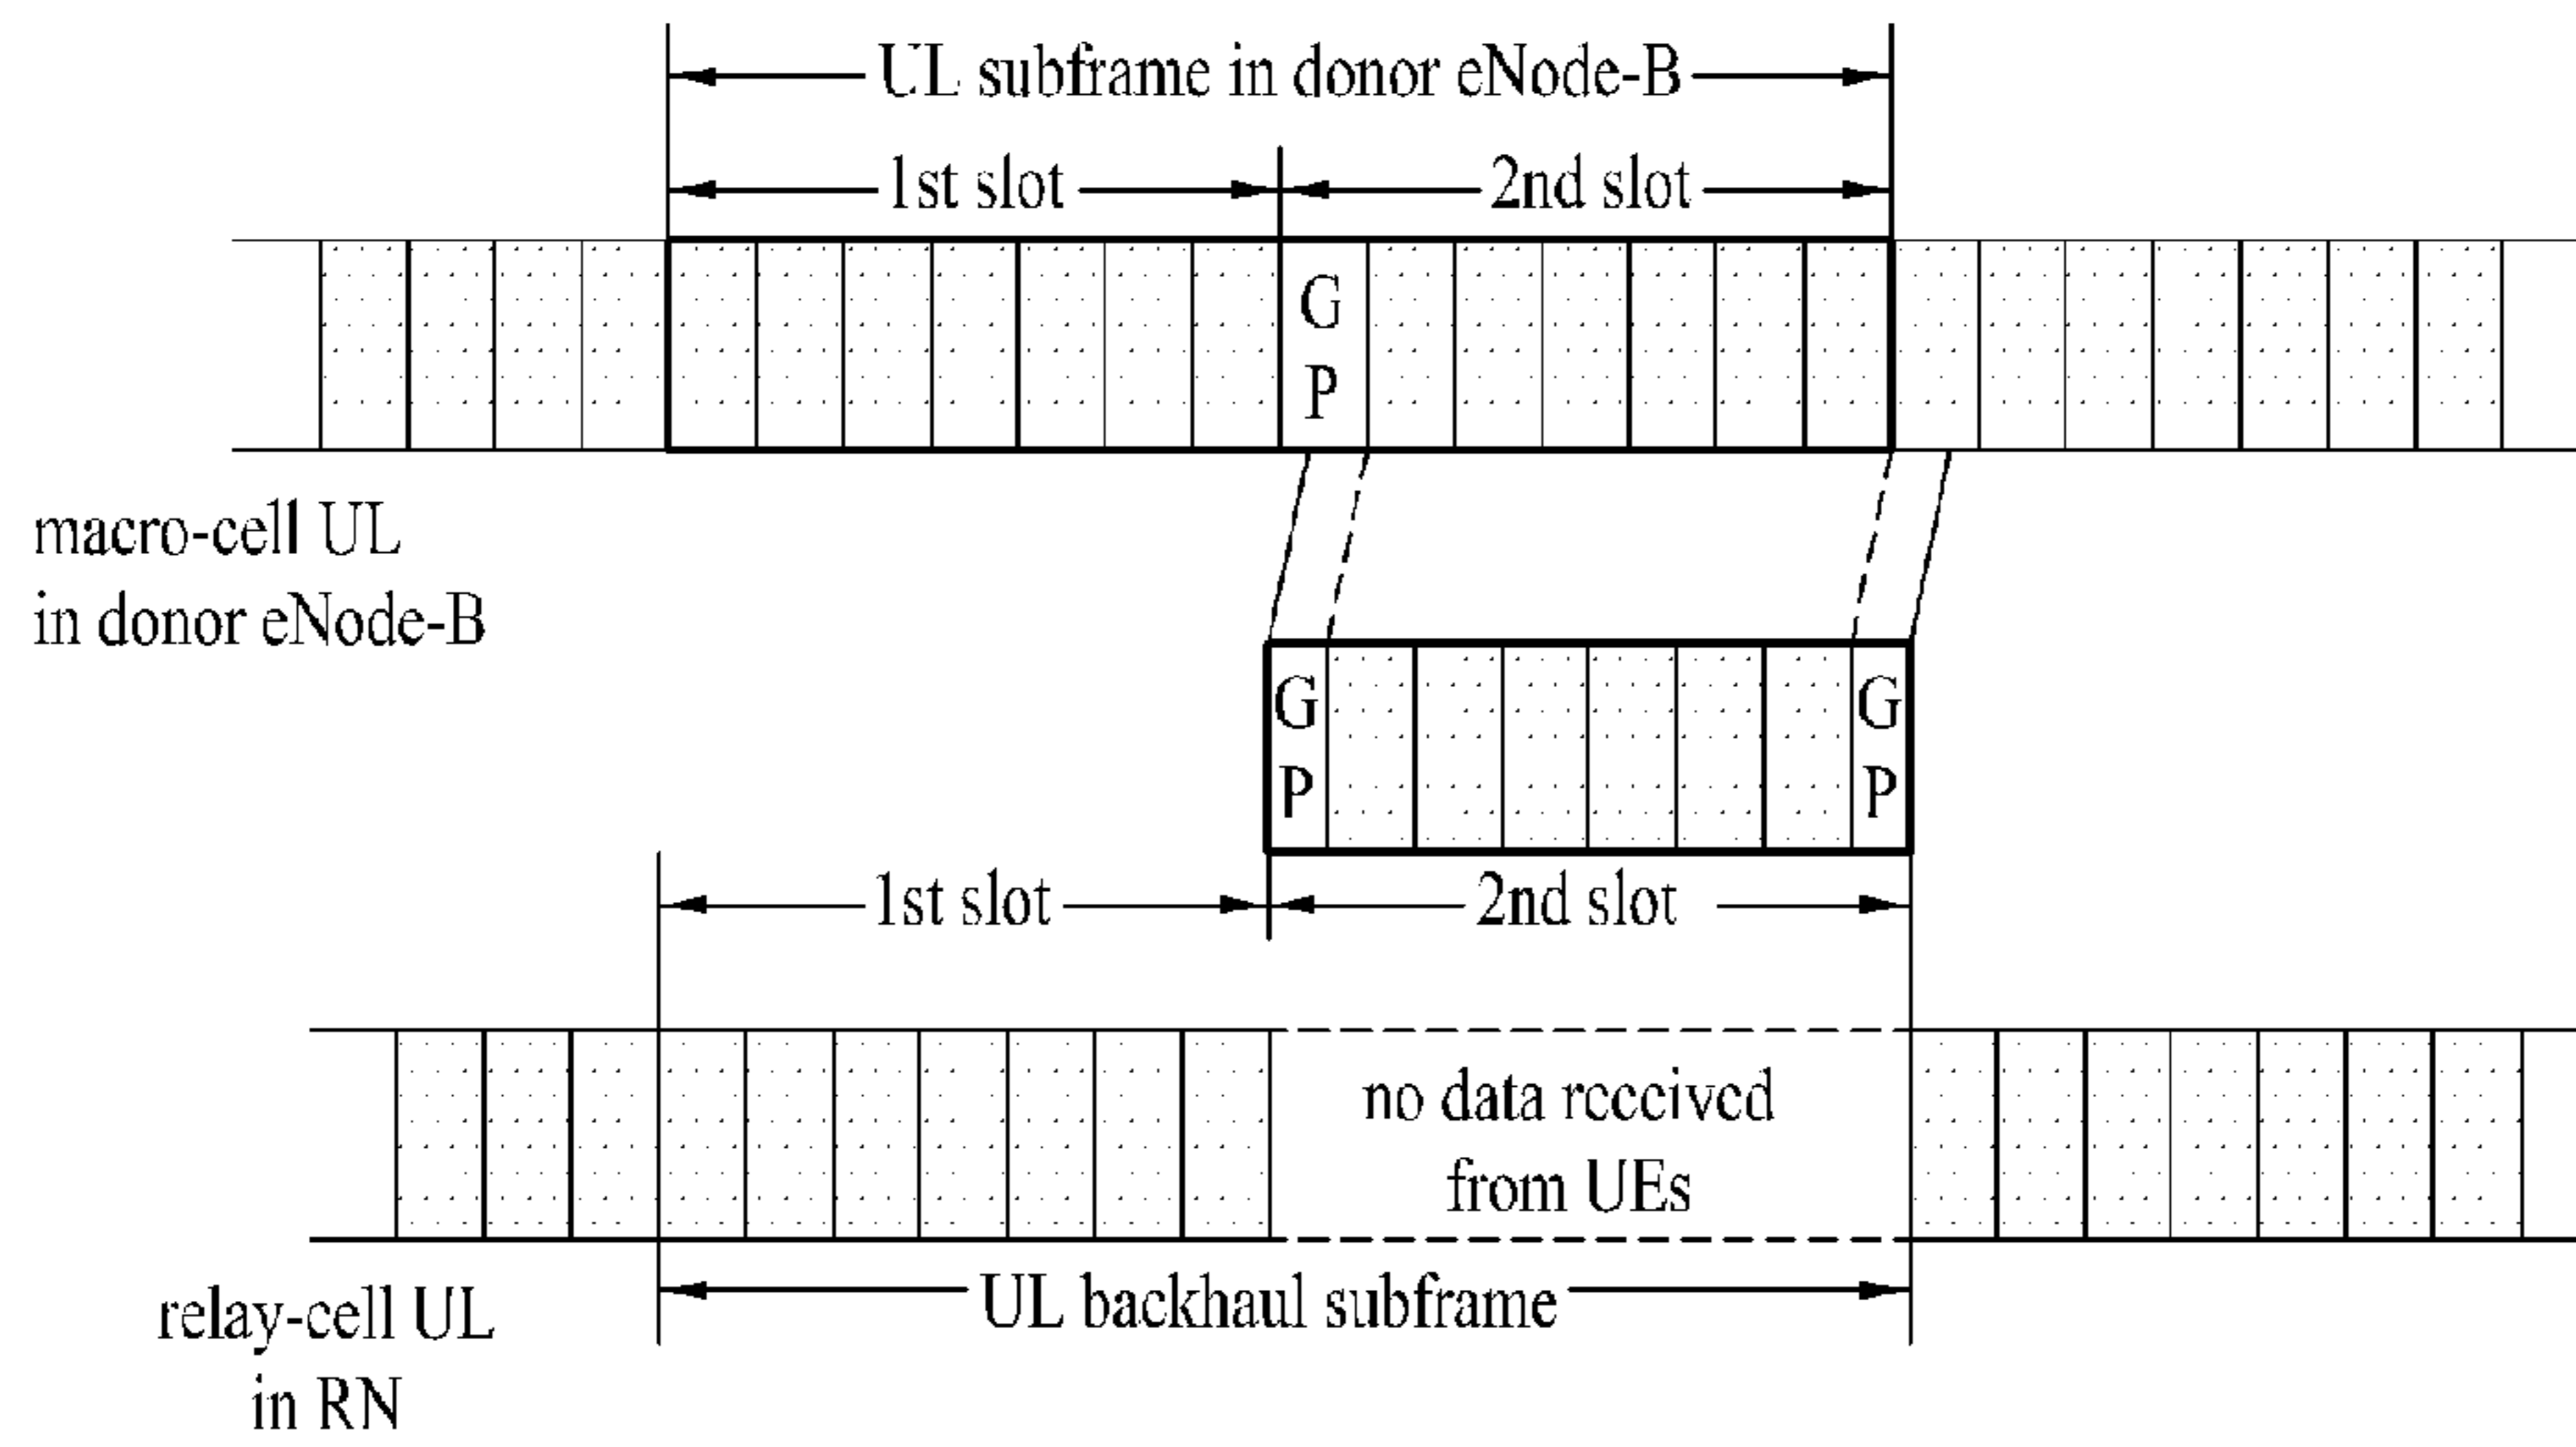 UL subframe in donor eNode-B
1st slot
2nd slot
G
P
macro-cell UL
in donor eNode-B
G
P
G
P
1st slot
2nd slot
no data received
from UEs
UL backhaul subframe
relay-cell UL
in RN